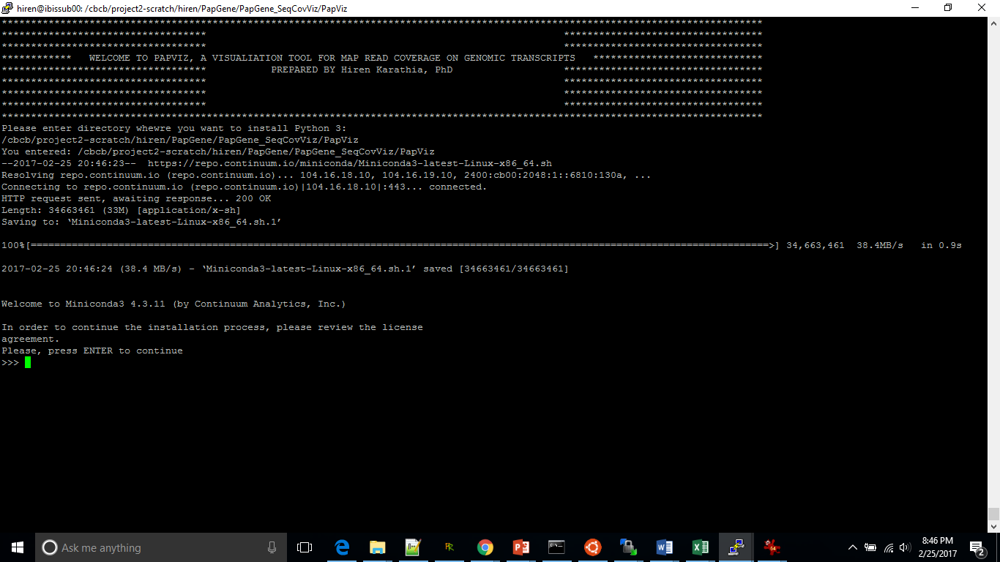 hiren@ibissub00: /cbcb/project2-scratch/hiren/PapGene/PapGene_SeqCovViz/PapViz
**********************************************************************************************************************************
*********************************** **********************************
*********************************** **********************************
************ WELCOME TO PAPVIZ, A VISUALIATION TOOL FOR MAP READ COVERAGE ON GENOMIC TRANSCRIPTS *****************************
*********************************** PREPARED BY Hiren Karathia, PhD **********************************
*********************************** **********************************
*********************************** **********************************
*********************************** **********************************
**********************************************************************************************************************************
Please enter directory whewre you want to install Python 3:
/cbcb/project2-scratch/hiren/PapGene/PapGene_SeqCovViz/PapViz
You entered: /cbcb/project2-scratch/hiren/PapGene/PapGene_SeqCovViz/PapViz
--2017-02-25 20:46:23-- https://repo.continuum.io/miniconda/Miniconda3-latest-Linux-x86_64.sh
Resolving repo.continuum.io (repo.continuum.io)... 104.16.18.10, 104.16.19.10, 2400:cb00:2048:1::6810:130a, ...
Connecting to repo.continuum.io (repo.continuum.io)|104.16.18.10|:443... connected.
HTTP request sent, awaiting response... 200 OK
Length: 34663461 (33M) [application/x-sh]
Saving to: ‘Miniconda3-latest-Linux-x86_64.sh.1’
100%[==============================================================================================================================>] 34,663,461 38.4MB/s in 0.9s
2017-02-25 20:46:24 (38.4 MB/s) - ‘Miniconda3-latest-Linux-x86_64.sh.1’ saved [34663461/34663461]
Welcome to Miniconda3 4.3.11 (by Continuum Analytics, Inc.)
In order to continue the installation process, please review the license
agreement.
Please, press ENTER to continue
>>>
Ask me anything
8:46 PM
2/25/2017
2